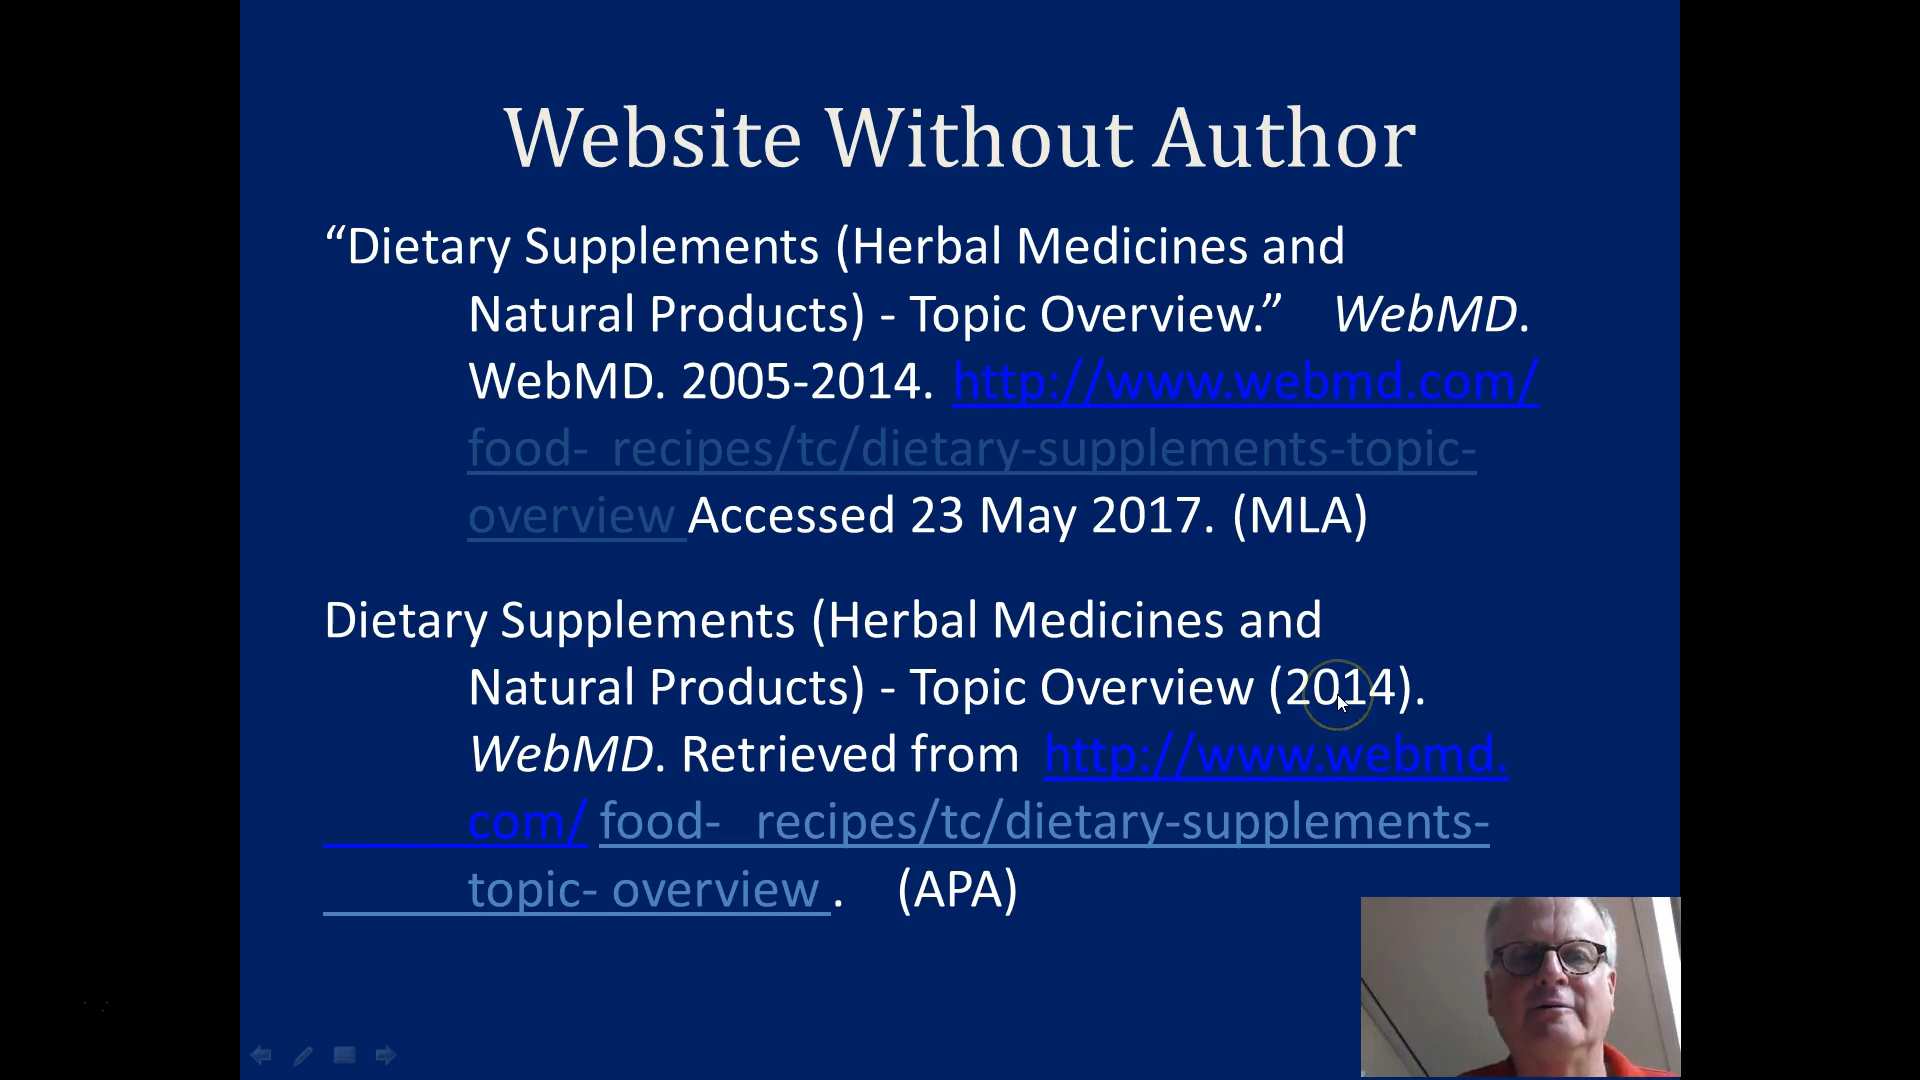 Website Without Author
“Dietary Supplements (Herbal Medicines and
Natural Products) - Topic Overview.” WebMD.
WebMD. 2005-2014. http://www.webmd.com/
food- recipes/tc/dietary-supplements-topic-
overview Accessed 23 May 2017. (MLA)
Dietary Supplements (Herbal Medicines and
Natural Products) - Topic Overview (2014).
WebMD. Retrieved from http://www.webmd.
com/ food- recipes/tc/dietary-supplements-
topic- overview . (APA)